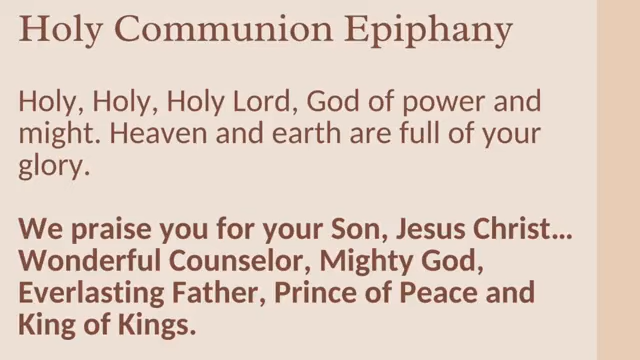 Holy Communion Epiphany
Holy, Holy, Holy Lord, God of power and
might. Heaven and earth are full of your
glory.
We praise you for your Son, Jesus Christ...
Wonderful Counselor, Mighty God,
Everlasting Father, Prince of Peace and
King of Kings.